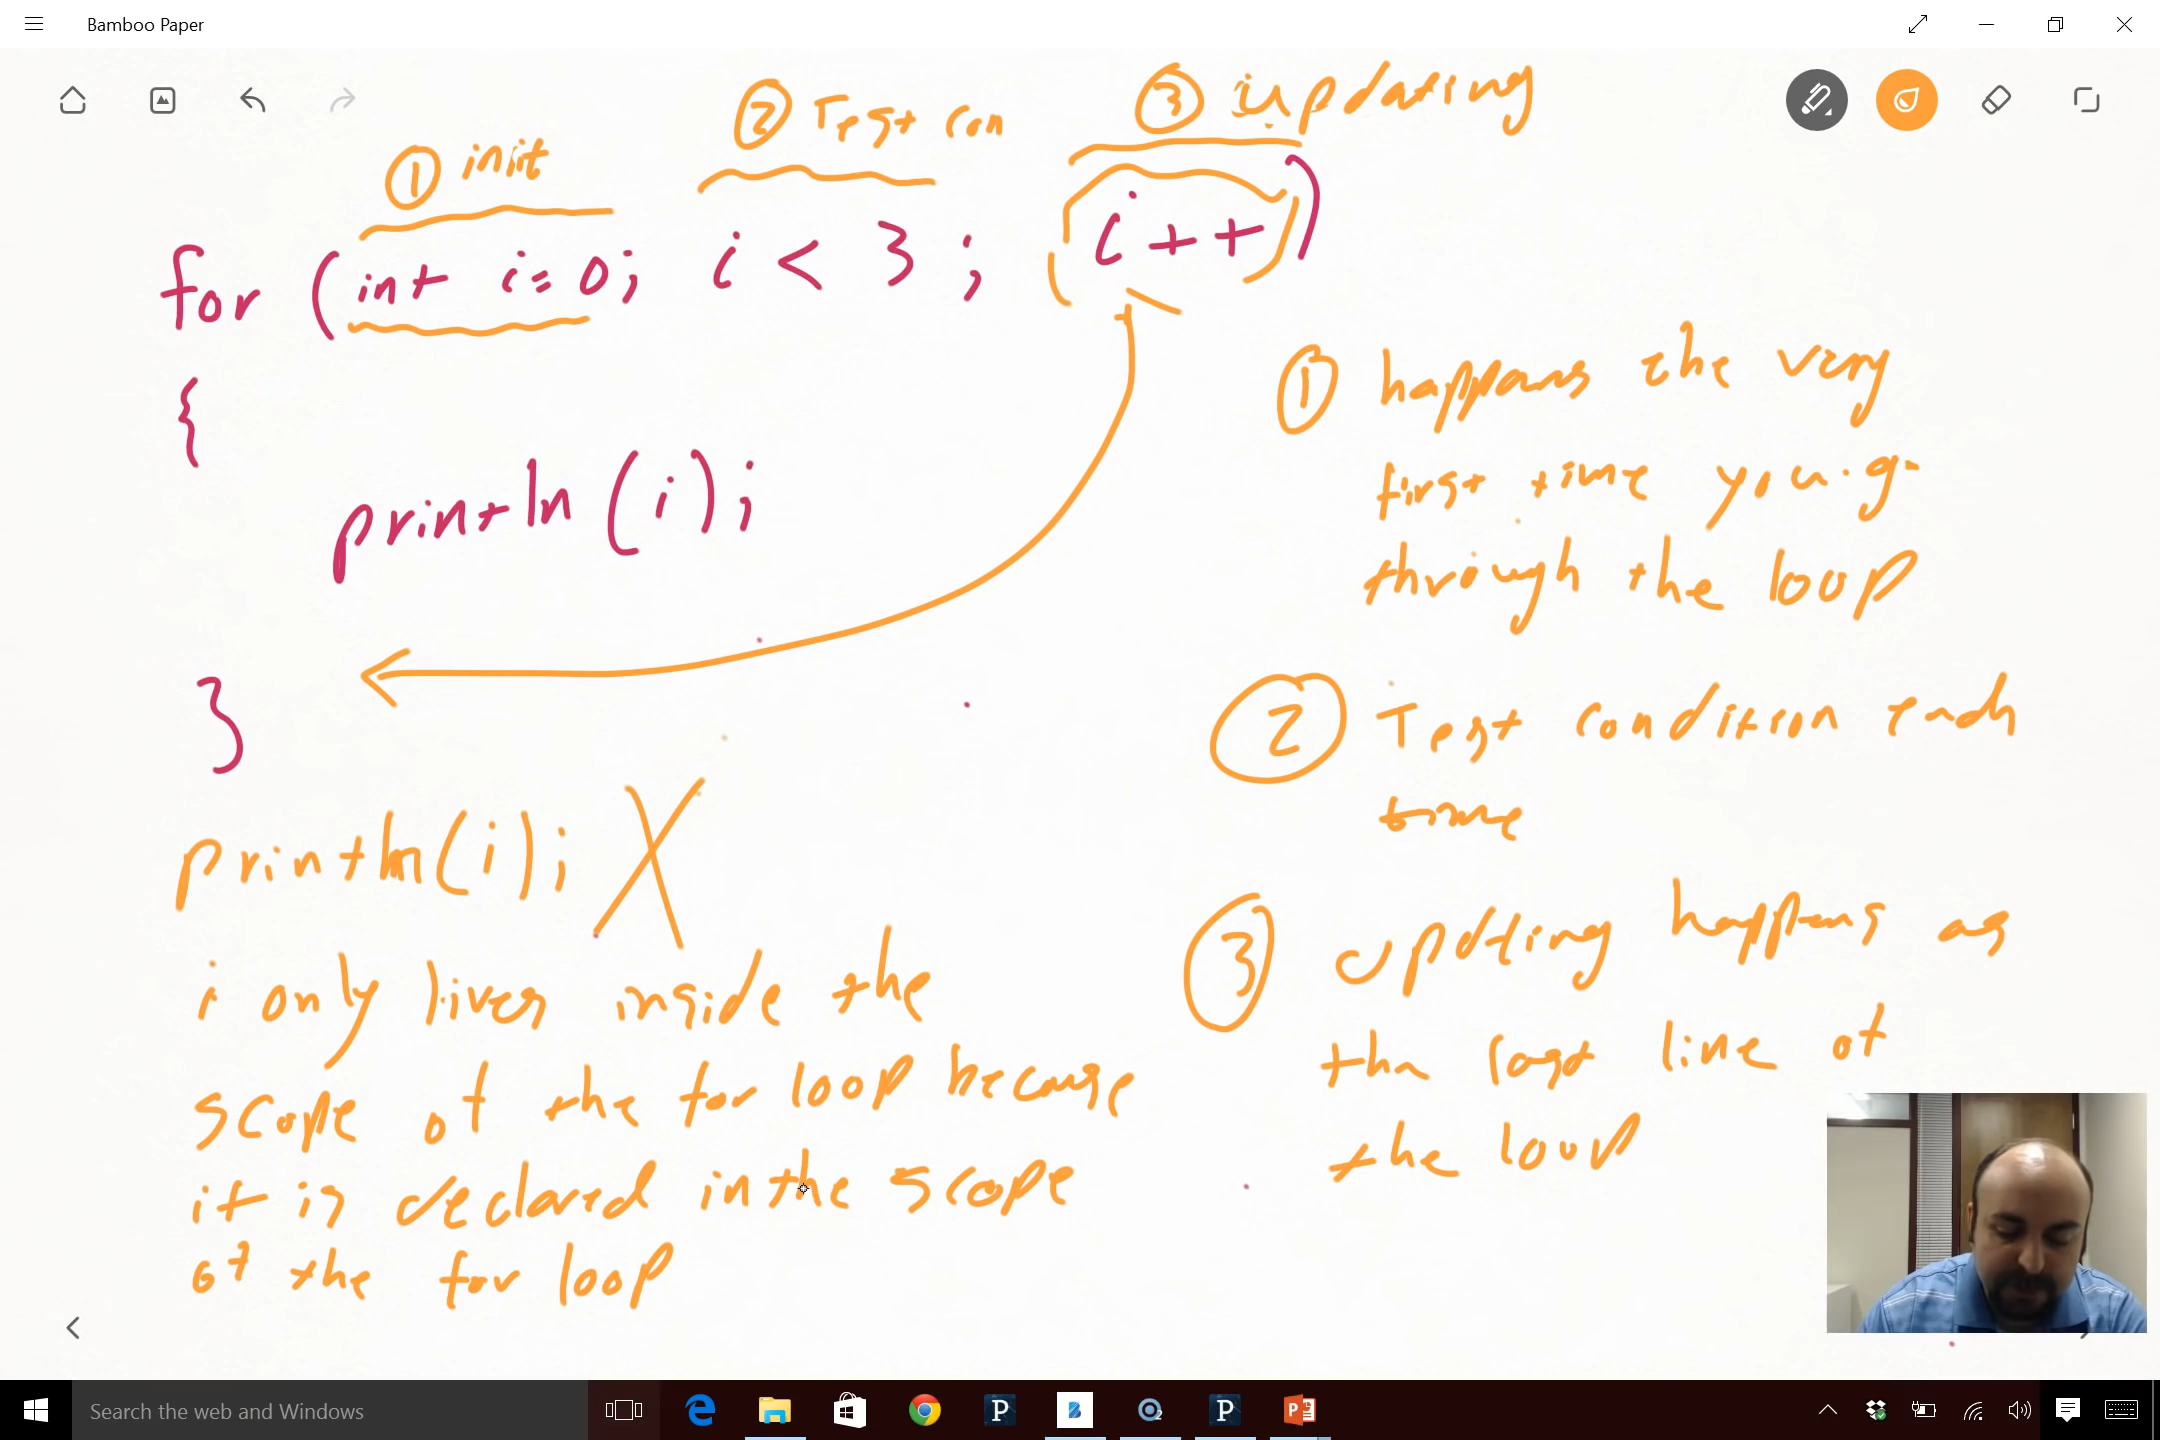 Bamboo Paper
① init
② Test con
③ updating
for (int i=0; i < 3; i++)
{
println(i);
}
println(i); X
i only lives inside the
scope of the for loop because
it is declared in the scope
of the for loop
① happens the very
first time you go
through the loop
② Test condition each
time
③ updting happens as
the last line of
the loop
Search the web and Windows